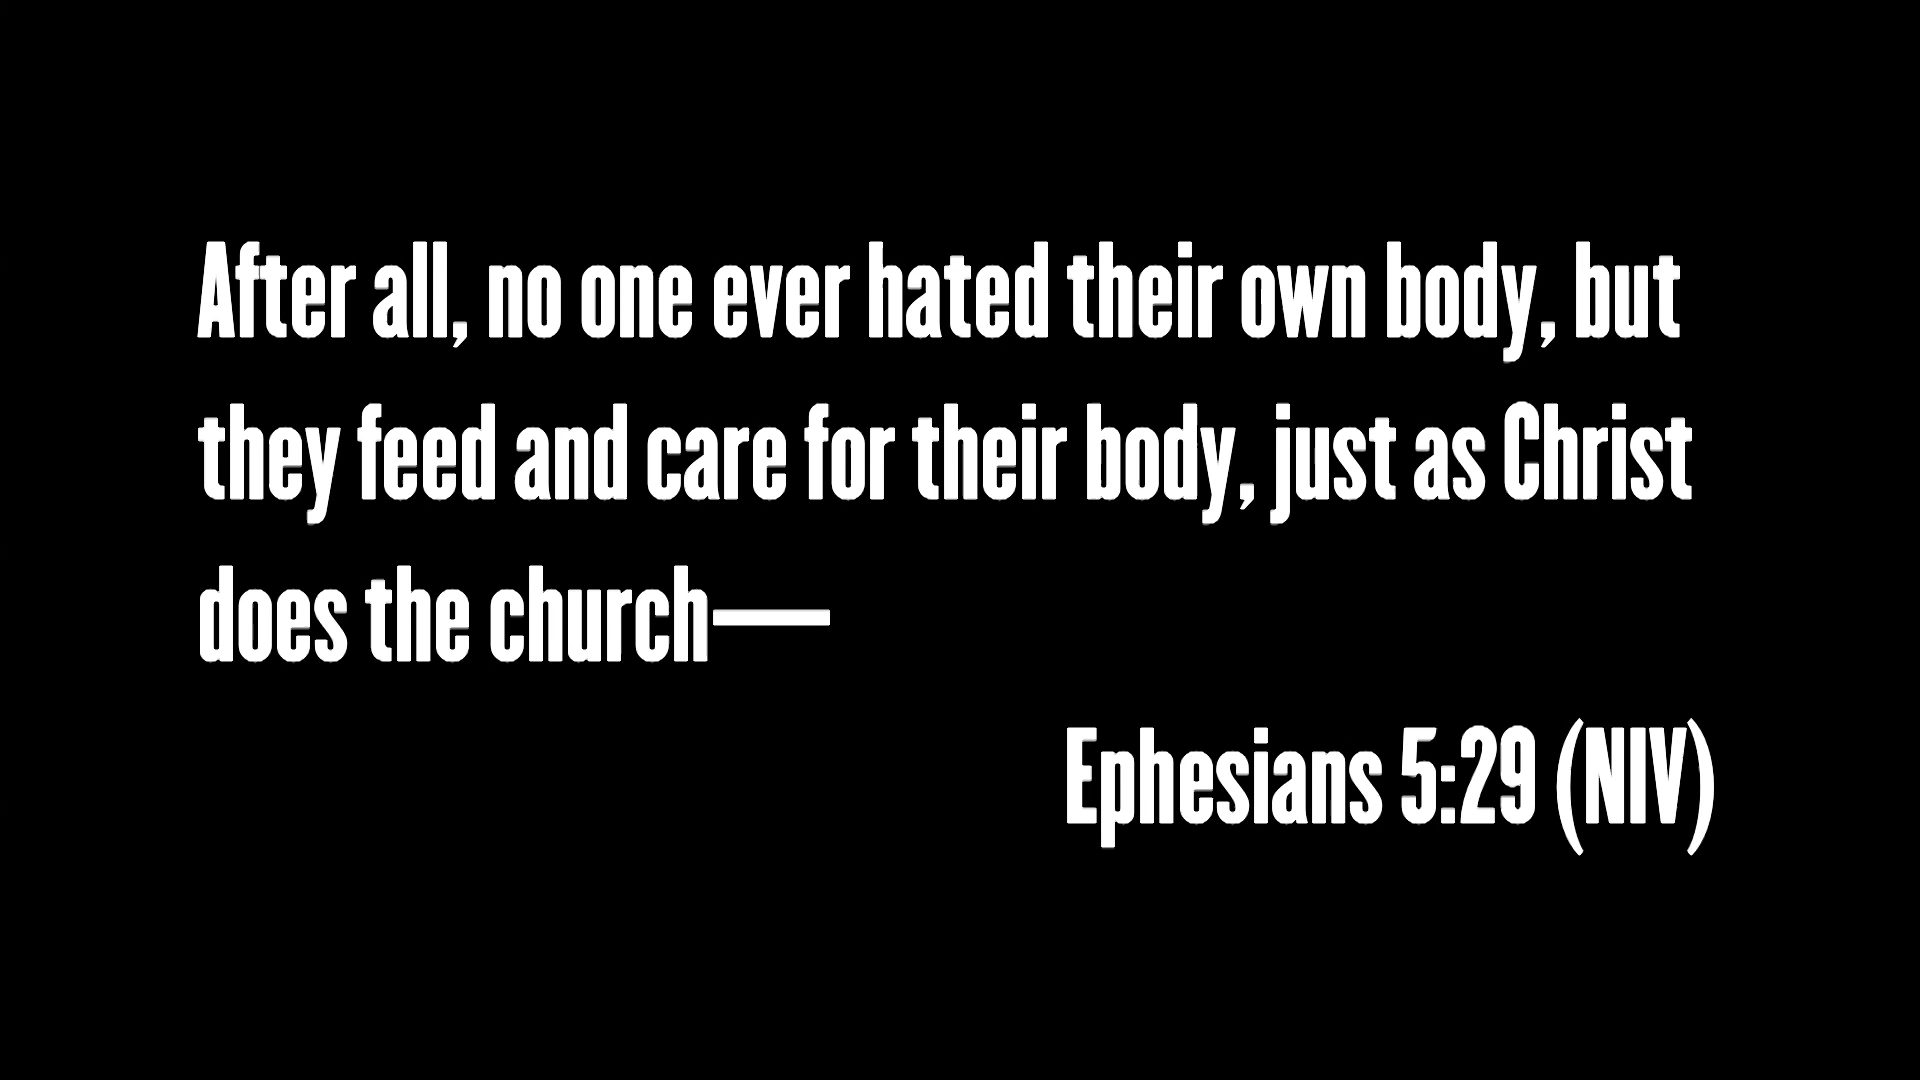 After all, no one ever hated their own body, but
they feed and care for their body, just as Christ
does the church—
Ephesians 5:29 (NIV)